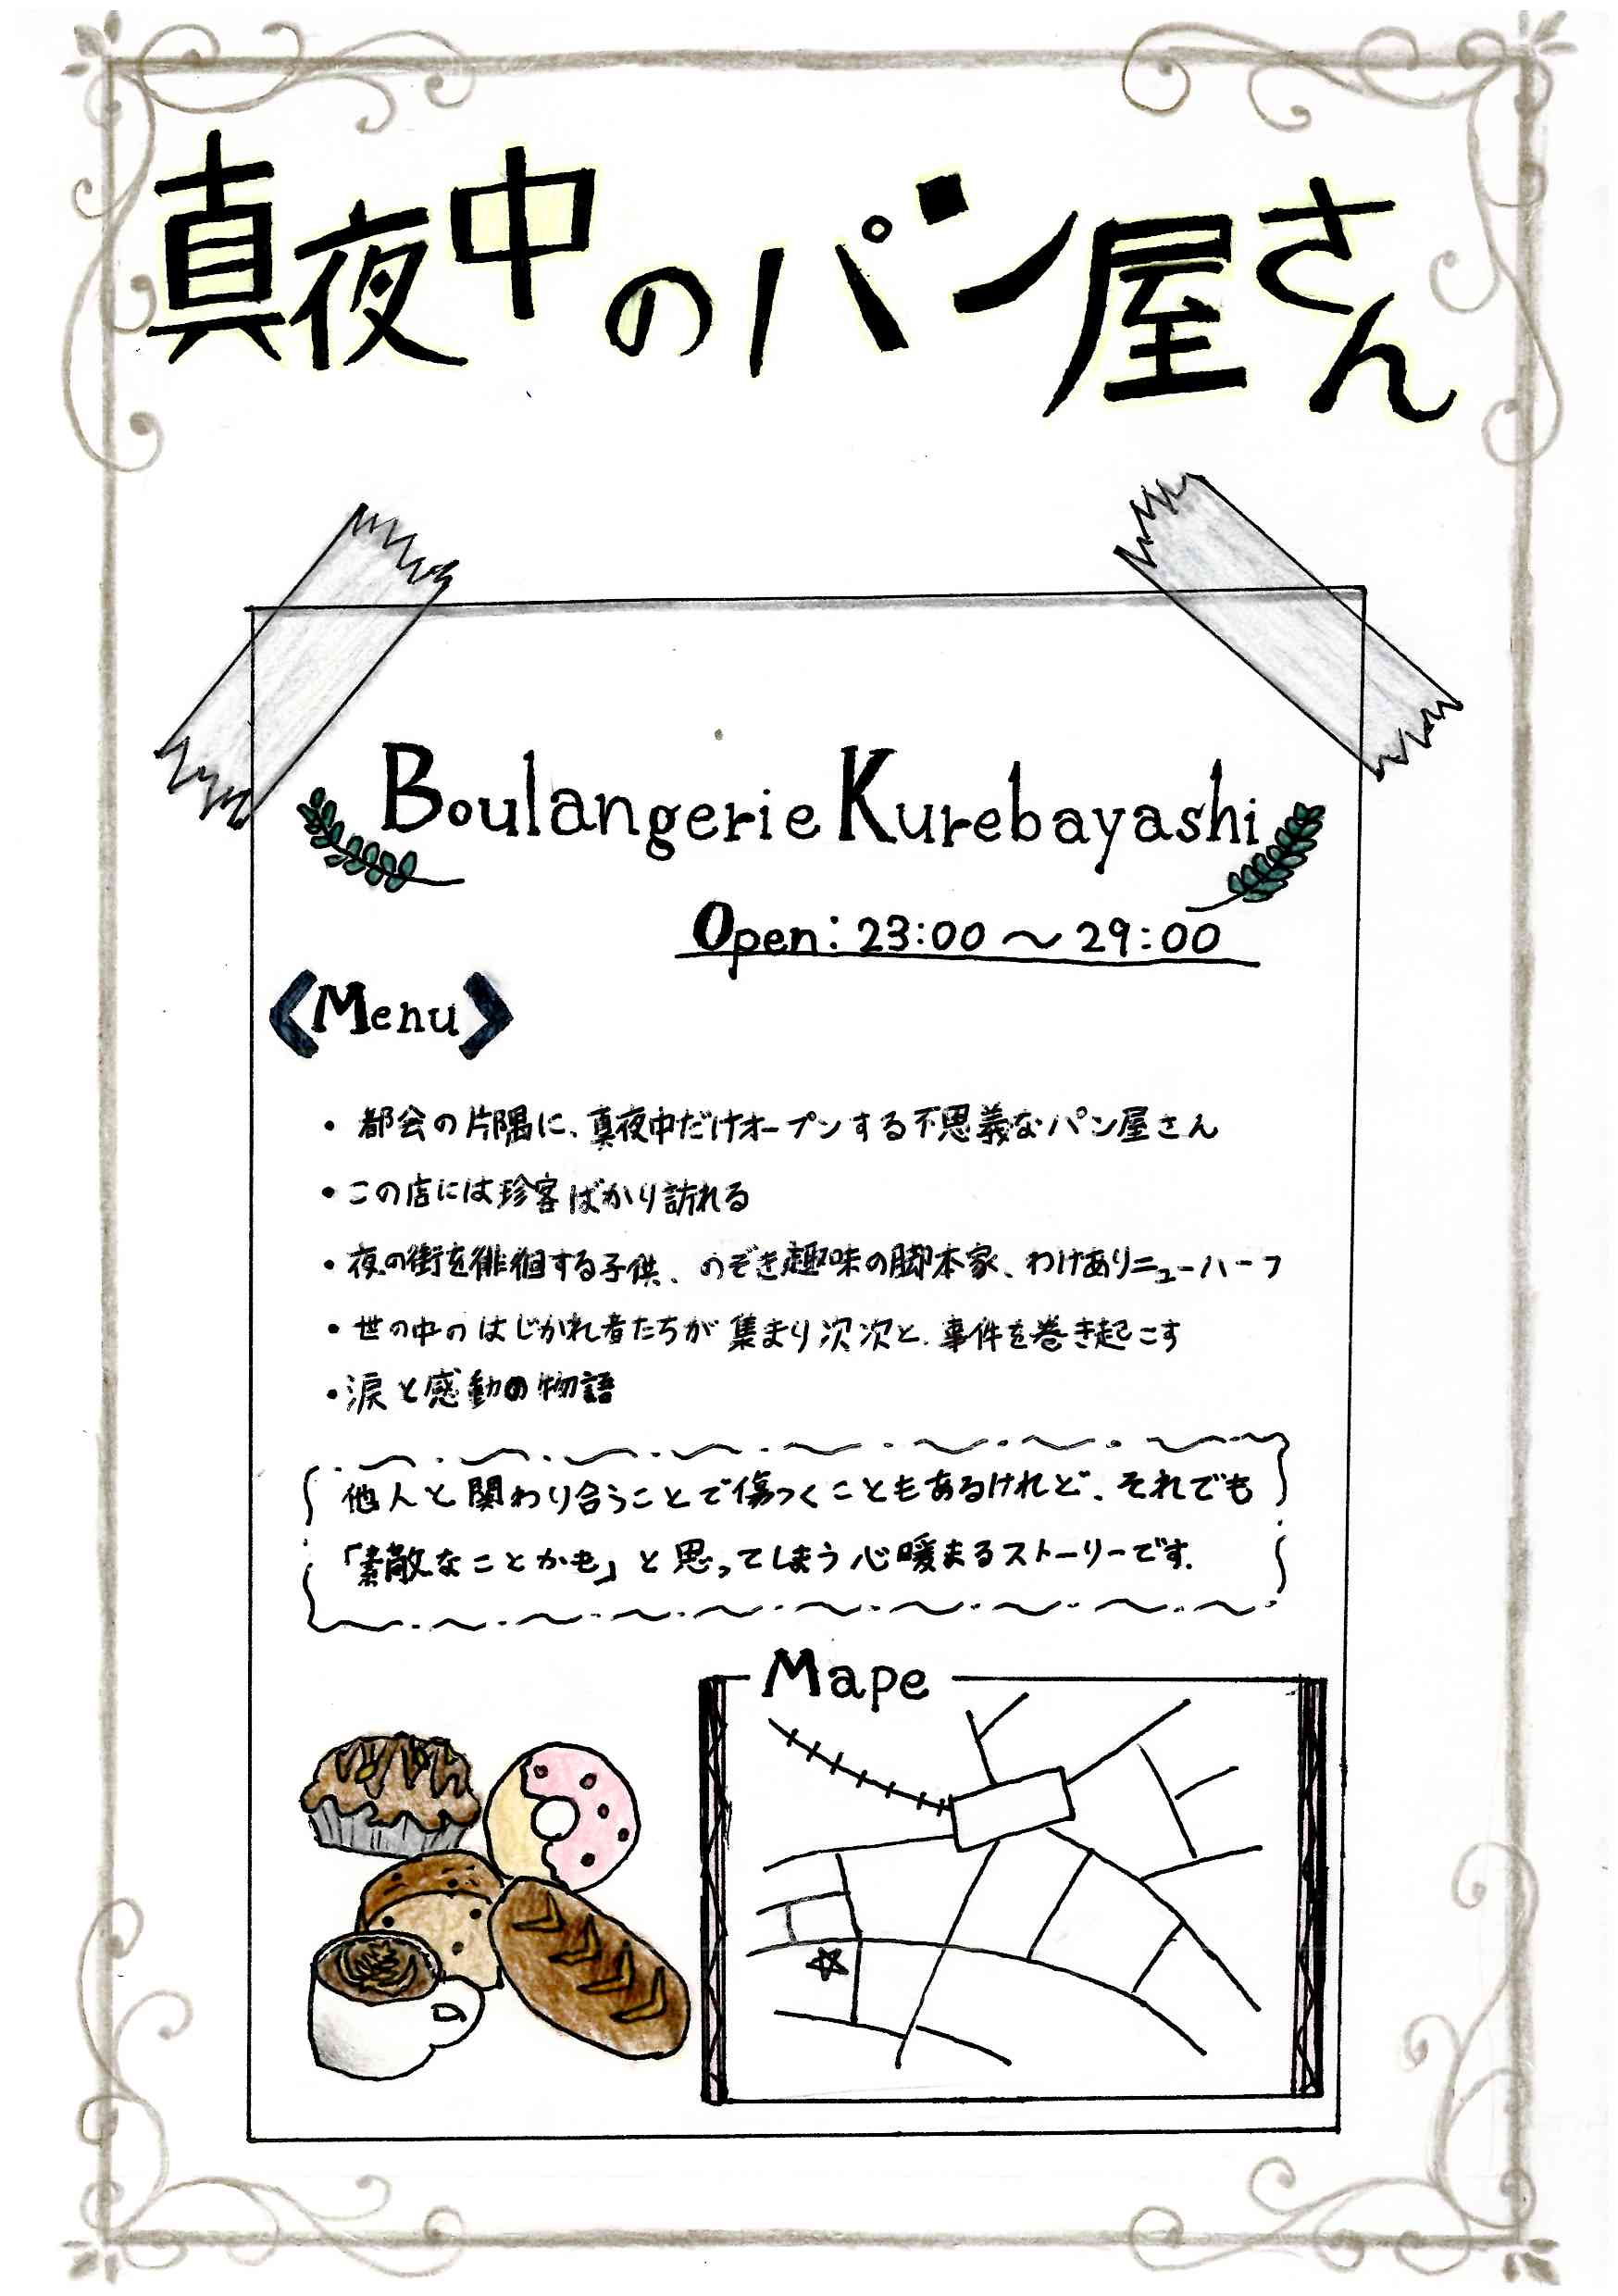 真夜中のパン屋さん
Boulangerie Kurebayashi
Open: 23:00 〜 29:00
〈Menu〉
・都会の片隅に、真夜中だけオープンする不思義なパン屋さん
・この店には珍客ばかり訪れる
・夜の街を徘徊する子供、のぞき趣味の脚本家、わけありニューハーフ
・世の中のはじかれ者たちが集まり次次と、事件を巻き起こす
・涙と感動の物語
他人と関わり合うことで傷つくこともあるけれど、それでも
「素敵なことかも」と思ってしまう心暖まるストーリーです.
Mape